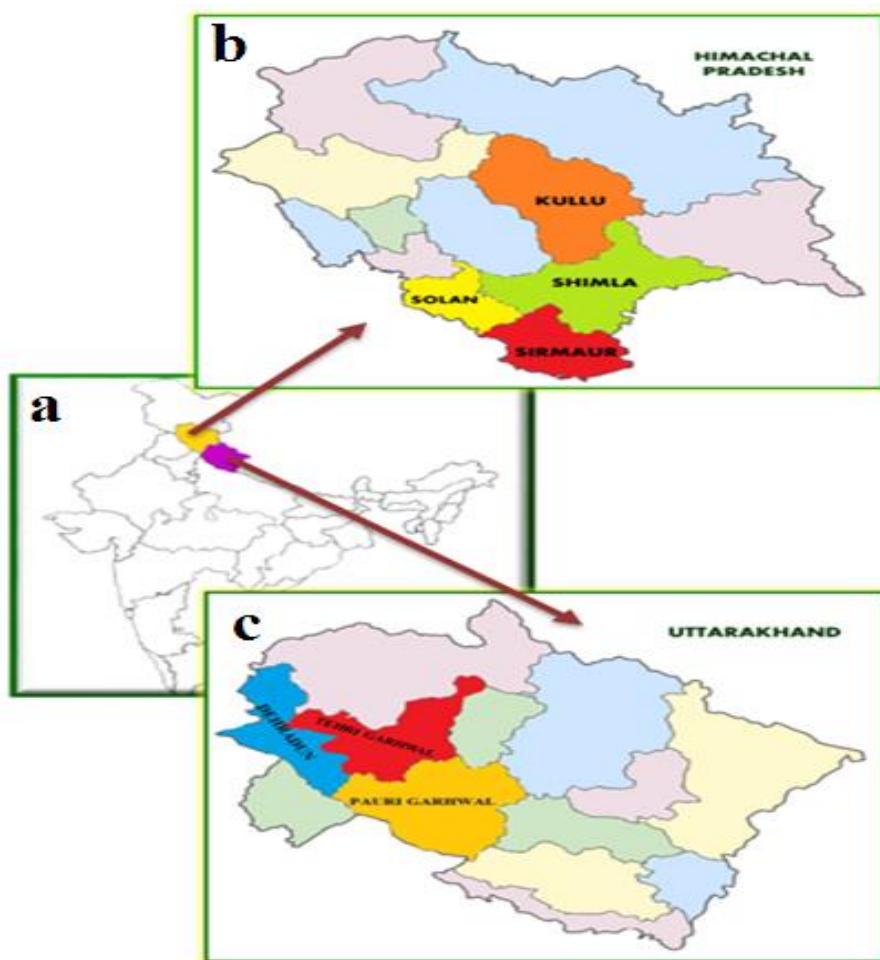 b
HIMACHAL
PRADESH
KULLU
SHIMLA
SOLAN
SIRMAUR
a
c
UTTARAKHAND
DEHRADUN
TEHRI GARHWAL
PAURI GARHWAL